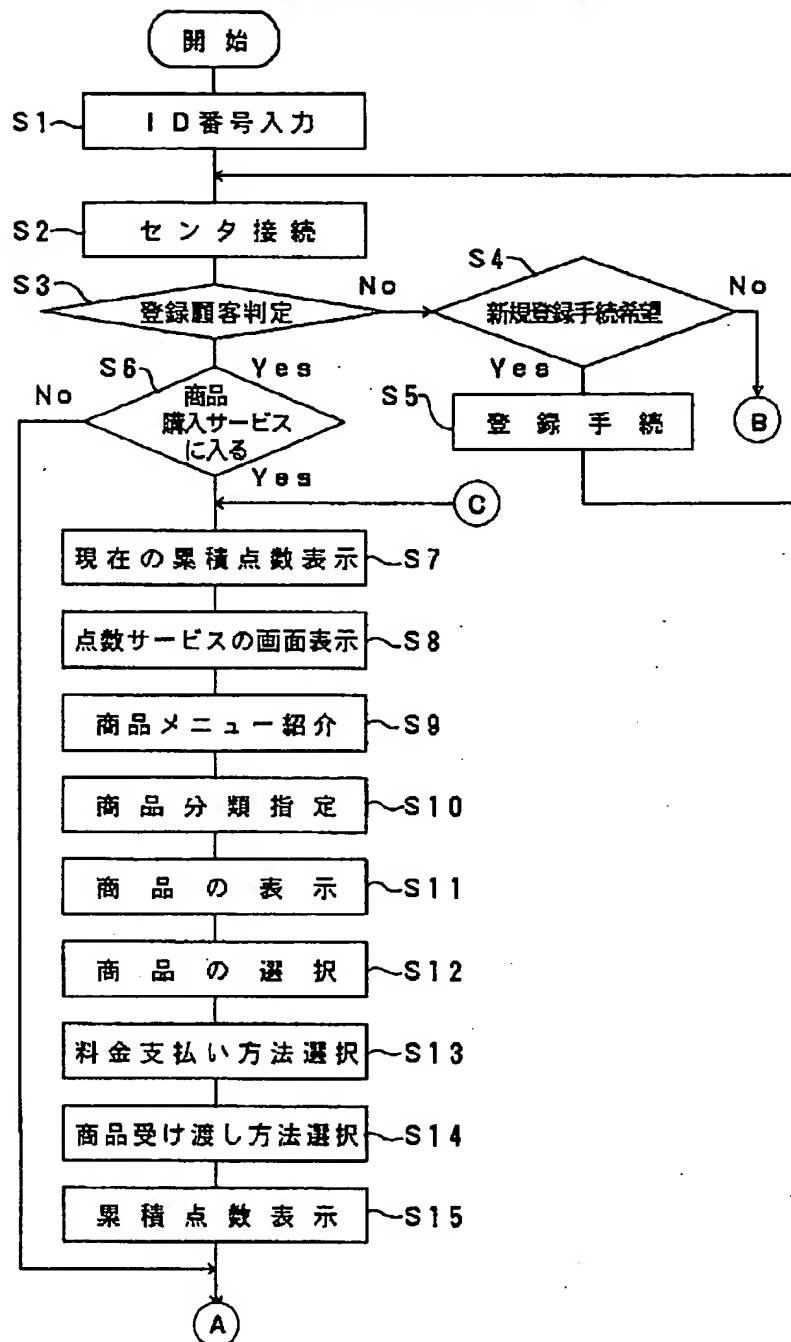 開始
S1 ID番号入力
S2 センタ接続
S3 登録顧客判定 No
S4 新規登録手続希望 No
S6 商品 Yes
購入サービス
に入る
No
Yes
Yes
S5 登録手続
B
C
現在の累積点数表示 S7
点数サービスの画面表示 S8
商品メニュー紹介 S9
商品分類指定 S10
商品の表示 S11
商品の選択 S12
料金支払い方法選択 S13
商品受け渡し方法選択 S14
累積点数表示 S15
A